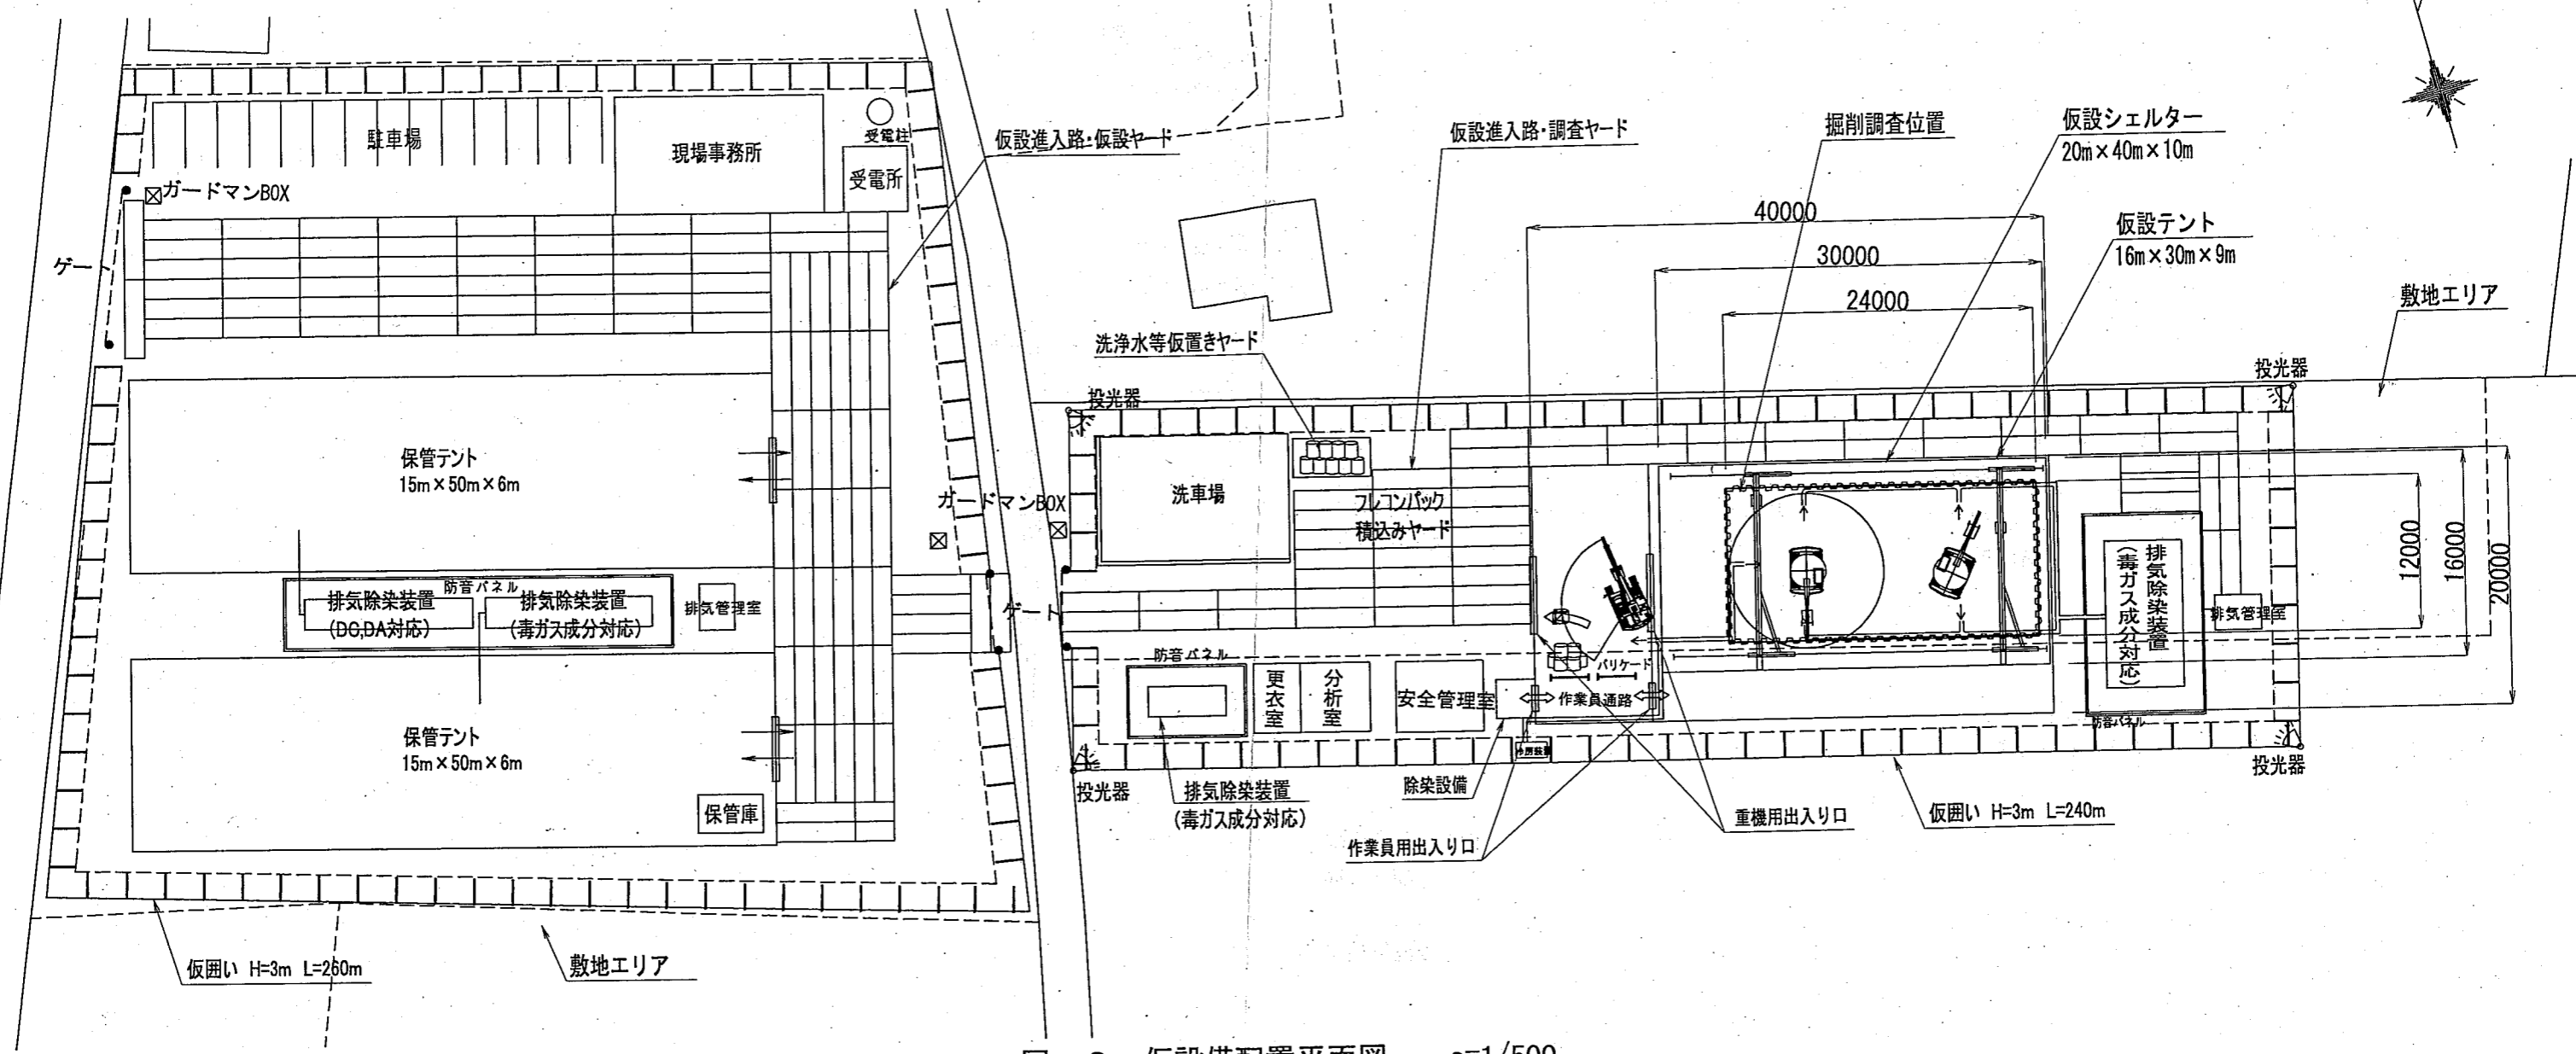 駐車場
現場事務所
受電柱
受電所
ガードマンBOX
ゲート
仮設進入路・仮設ヤード
保管テント
15m×50m×6m
防音パネル
排気除染装置
(DC,DA対応)
排気除染装置
(毒ガス成分対応)
排気管理室
保管テント
15m×50m×6m
保管庫
仮囲い H=3m L=260m
敷地エリア
ガードマンBOX
ゲート
仮設進入路・調査ヤード
掘削調査位置
仮設シェルター
20m×40m×10m
仮設テント
16m×30m×9m
敷地エリア
40000
30000
24000
洗浄水等仮置きヤード
投光器
投光器
洗車場
フレコンパック
積込みヤード
12000
16000
20000
排気除染装置
(毒ガス成分対応)
排気管理室
防音パネル
防音パネル
更衣室
分析室
安全管理室
バリケード
作業員通路
投光器
排気除染装置
(毒ガス成分対応)
除染設備
作業員用出入り口
重機用出入り口
仮囲い H=3m L=240m
投光器
仮設備配置平面図 s=1/500